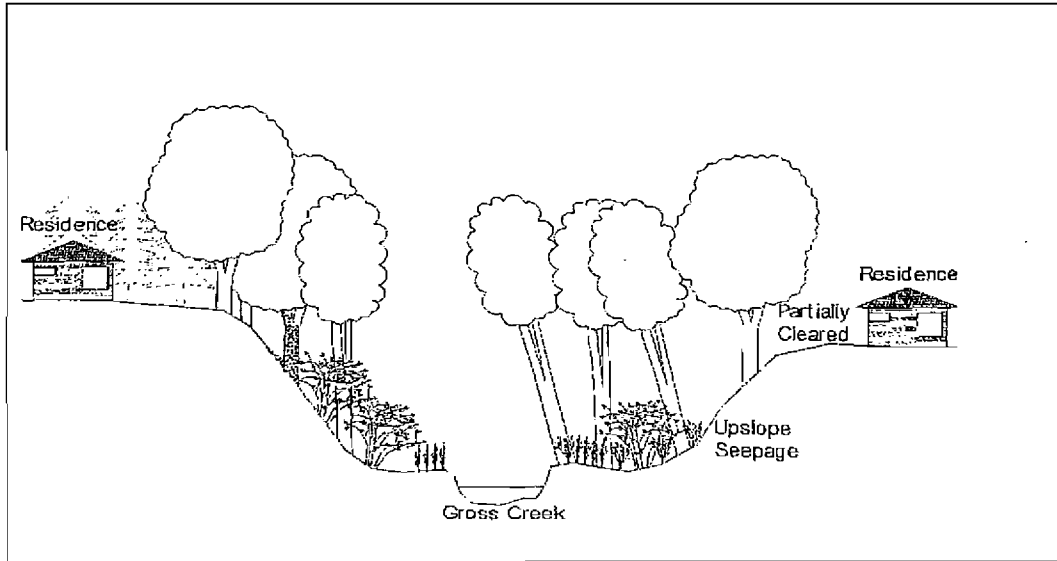 Residence
Residence
Partially
Cleared
Upslope
Seepage
Gross Creek